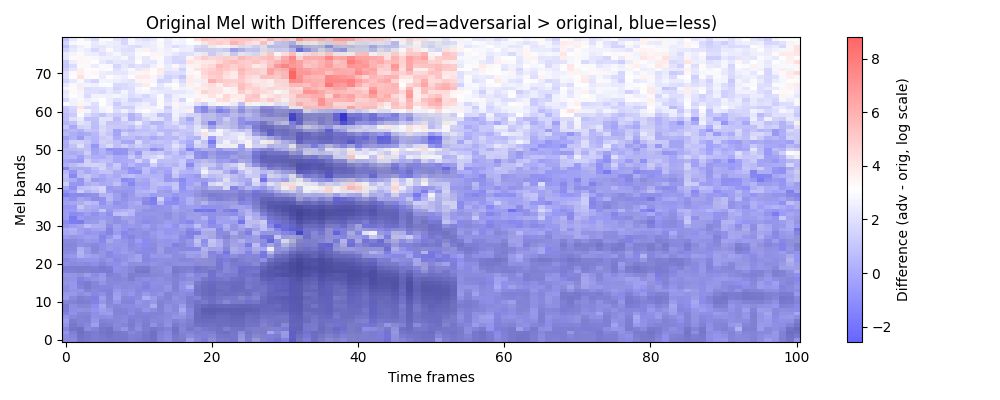 Original Mel with Differences (red=adversarial > original, blue=less)
Mel bands
70
60
50
40
30
20
10
0
0 20 40 60 80 100
Time frames
8
6
4
2
0
−2
Difference (adv - orig, log scale)